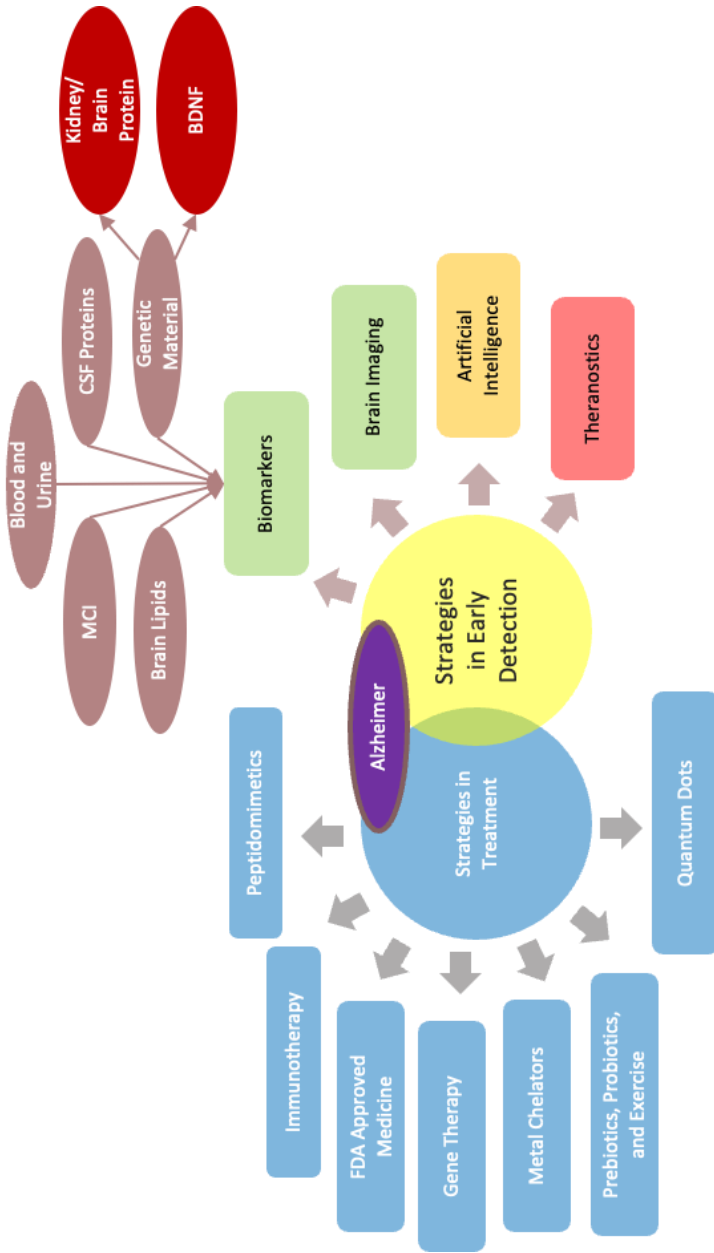 Blood and
Urine
MCI
CSF Proteins
Brain Lipids
Genetic
Material
Kidney/
Brain
Protein
BDNF
Biomarkers
Peptidomimetics
Immunotherapy
FDA Approved
Medicine
Gene Therapy
Metal Chelators
Prebiotics, Probiotics,
and Exercise
Quantum Dots
Alzheimer
Strategies in
Treatment
Strategies
in Early
Detection
Brain Imaging
Artificial
Intelligence
Theranostics